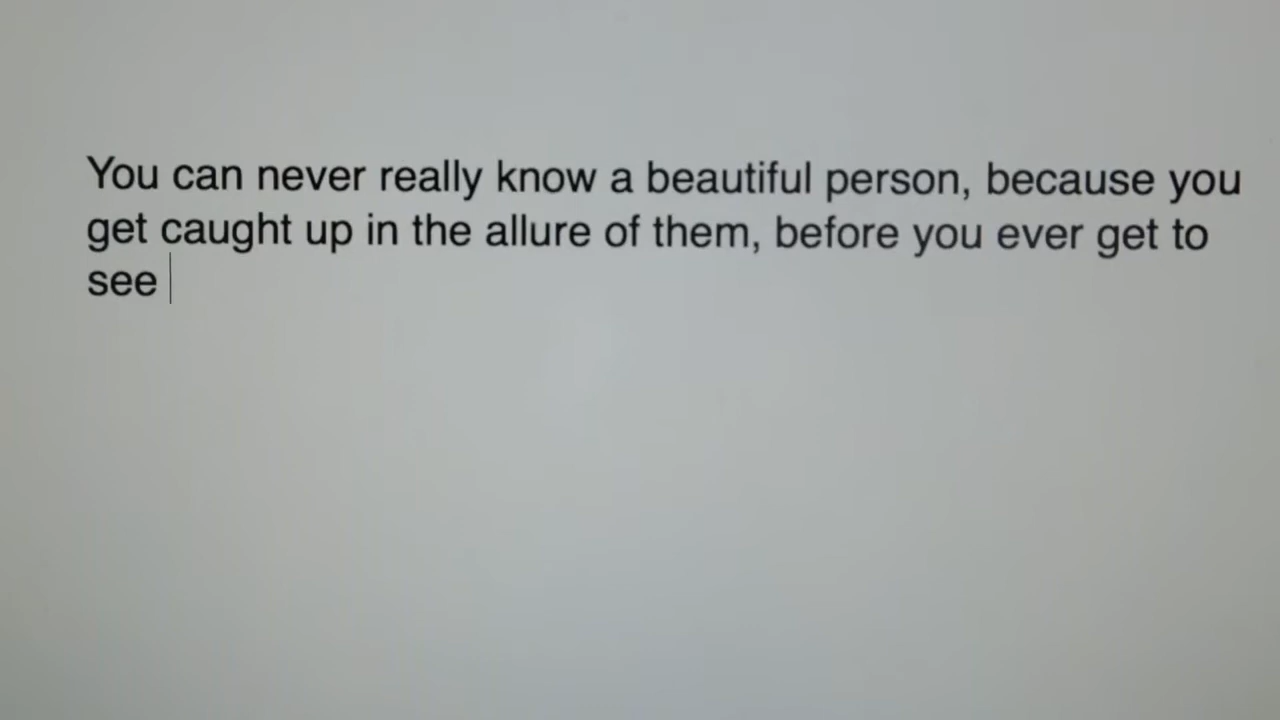 You can never really know a beautiful person, because you
get caught up in the allure of them, before you ever get to
see